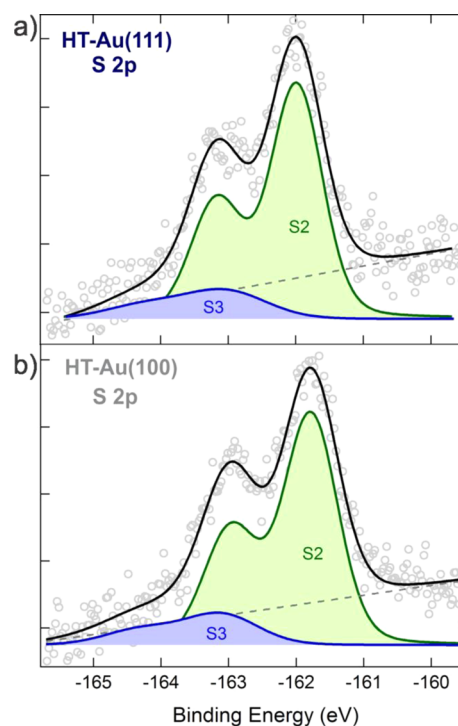 a)
HT-Au(111)
S 2p
S2
S3
b)
HT-Au(100)
S 2p
S2
S3
-165 -164 -163 -162 -161 -160
Binding Energy (eV)